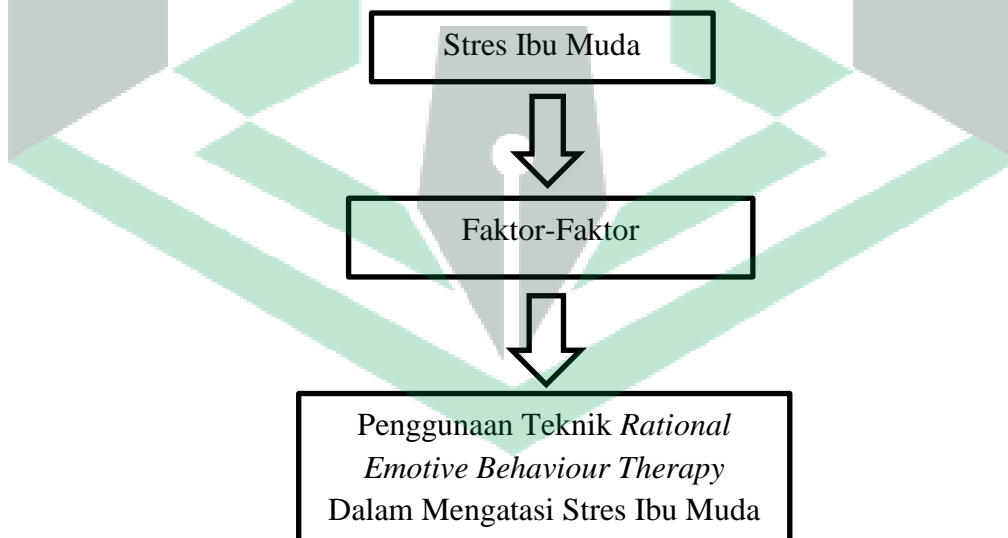 Stres Ibu Muda
Faktor-Faktor
Penggunaan Teknik Rational
Emotive Behaviour Therapy
Dalam Mengatasi Stres Ibu Muda